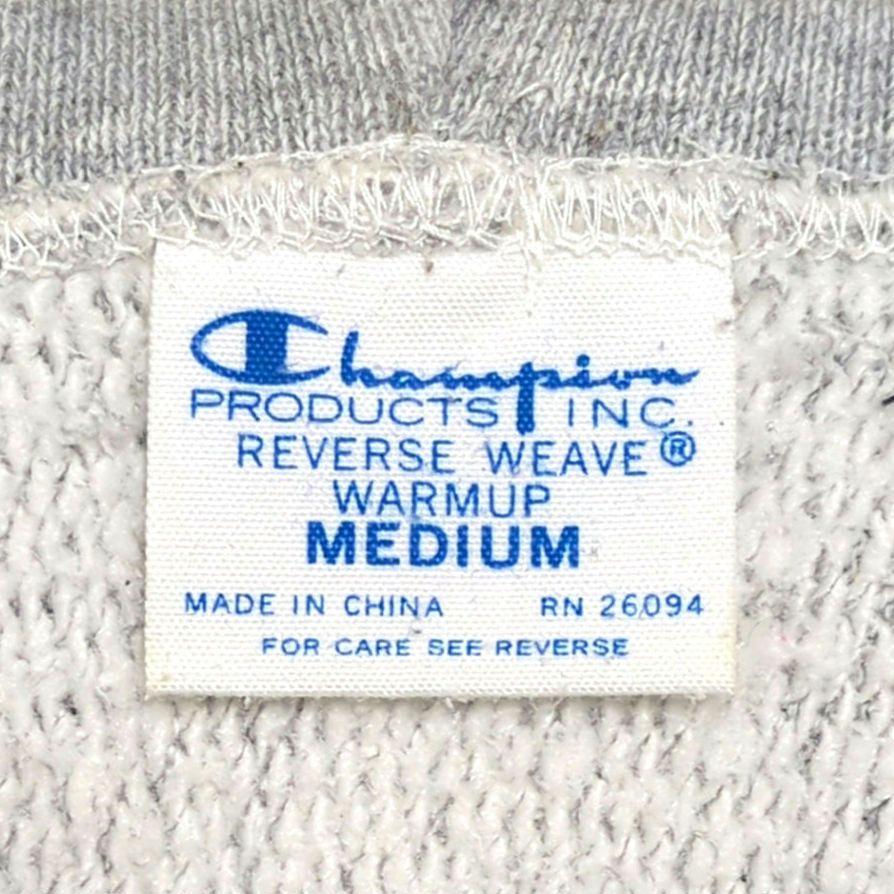 Champion
PRODUCTS INC.
REVERSE WEAVE®
WARMUP
MEDIUM
MADE IN CHINA RN 26094
FOR CARE SEE REVERSE